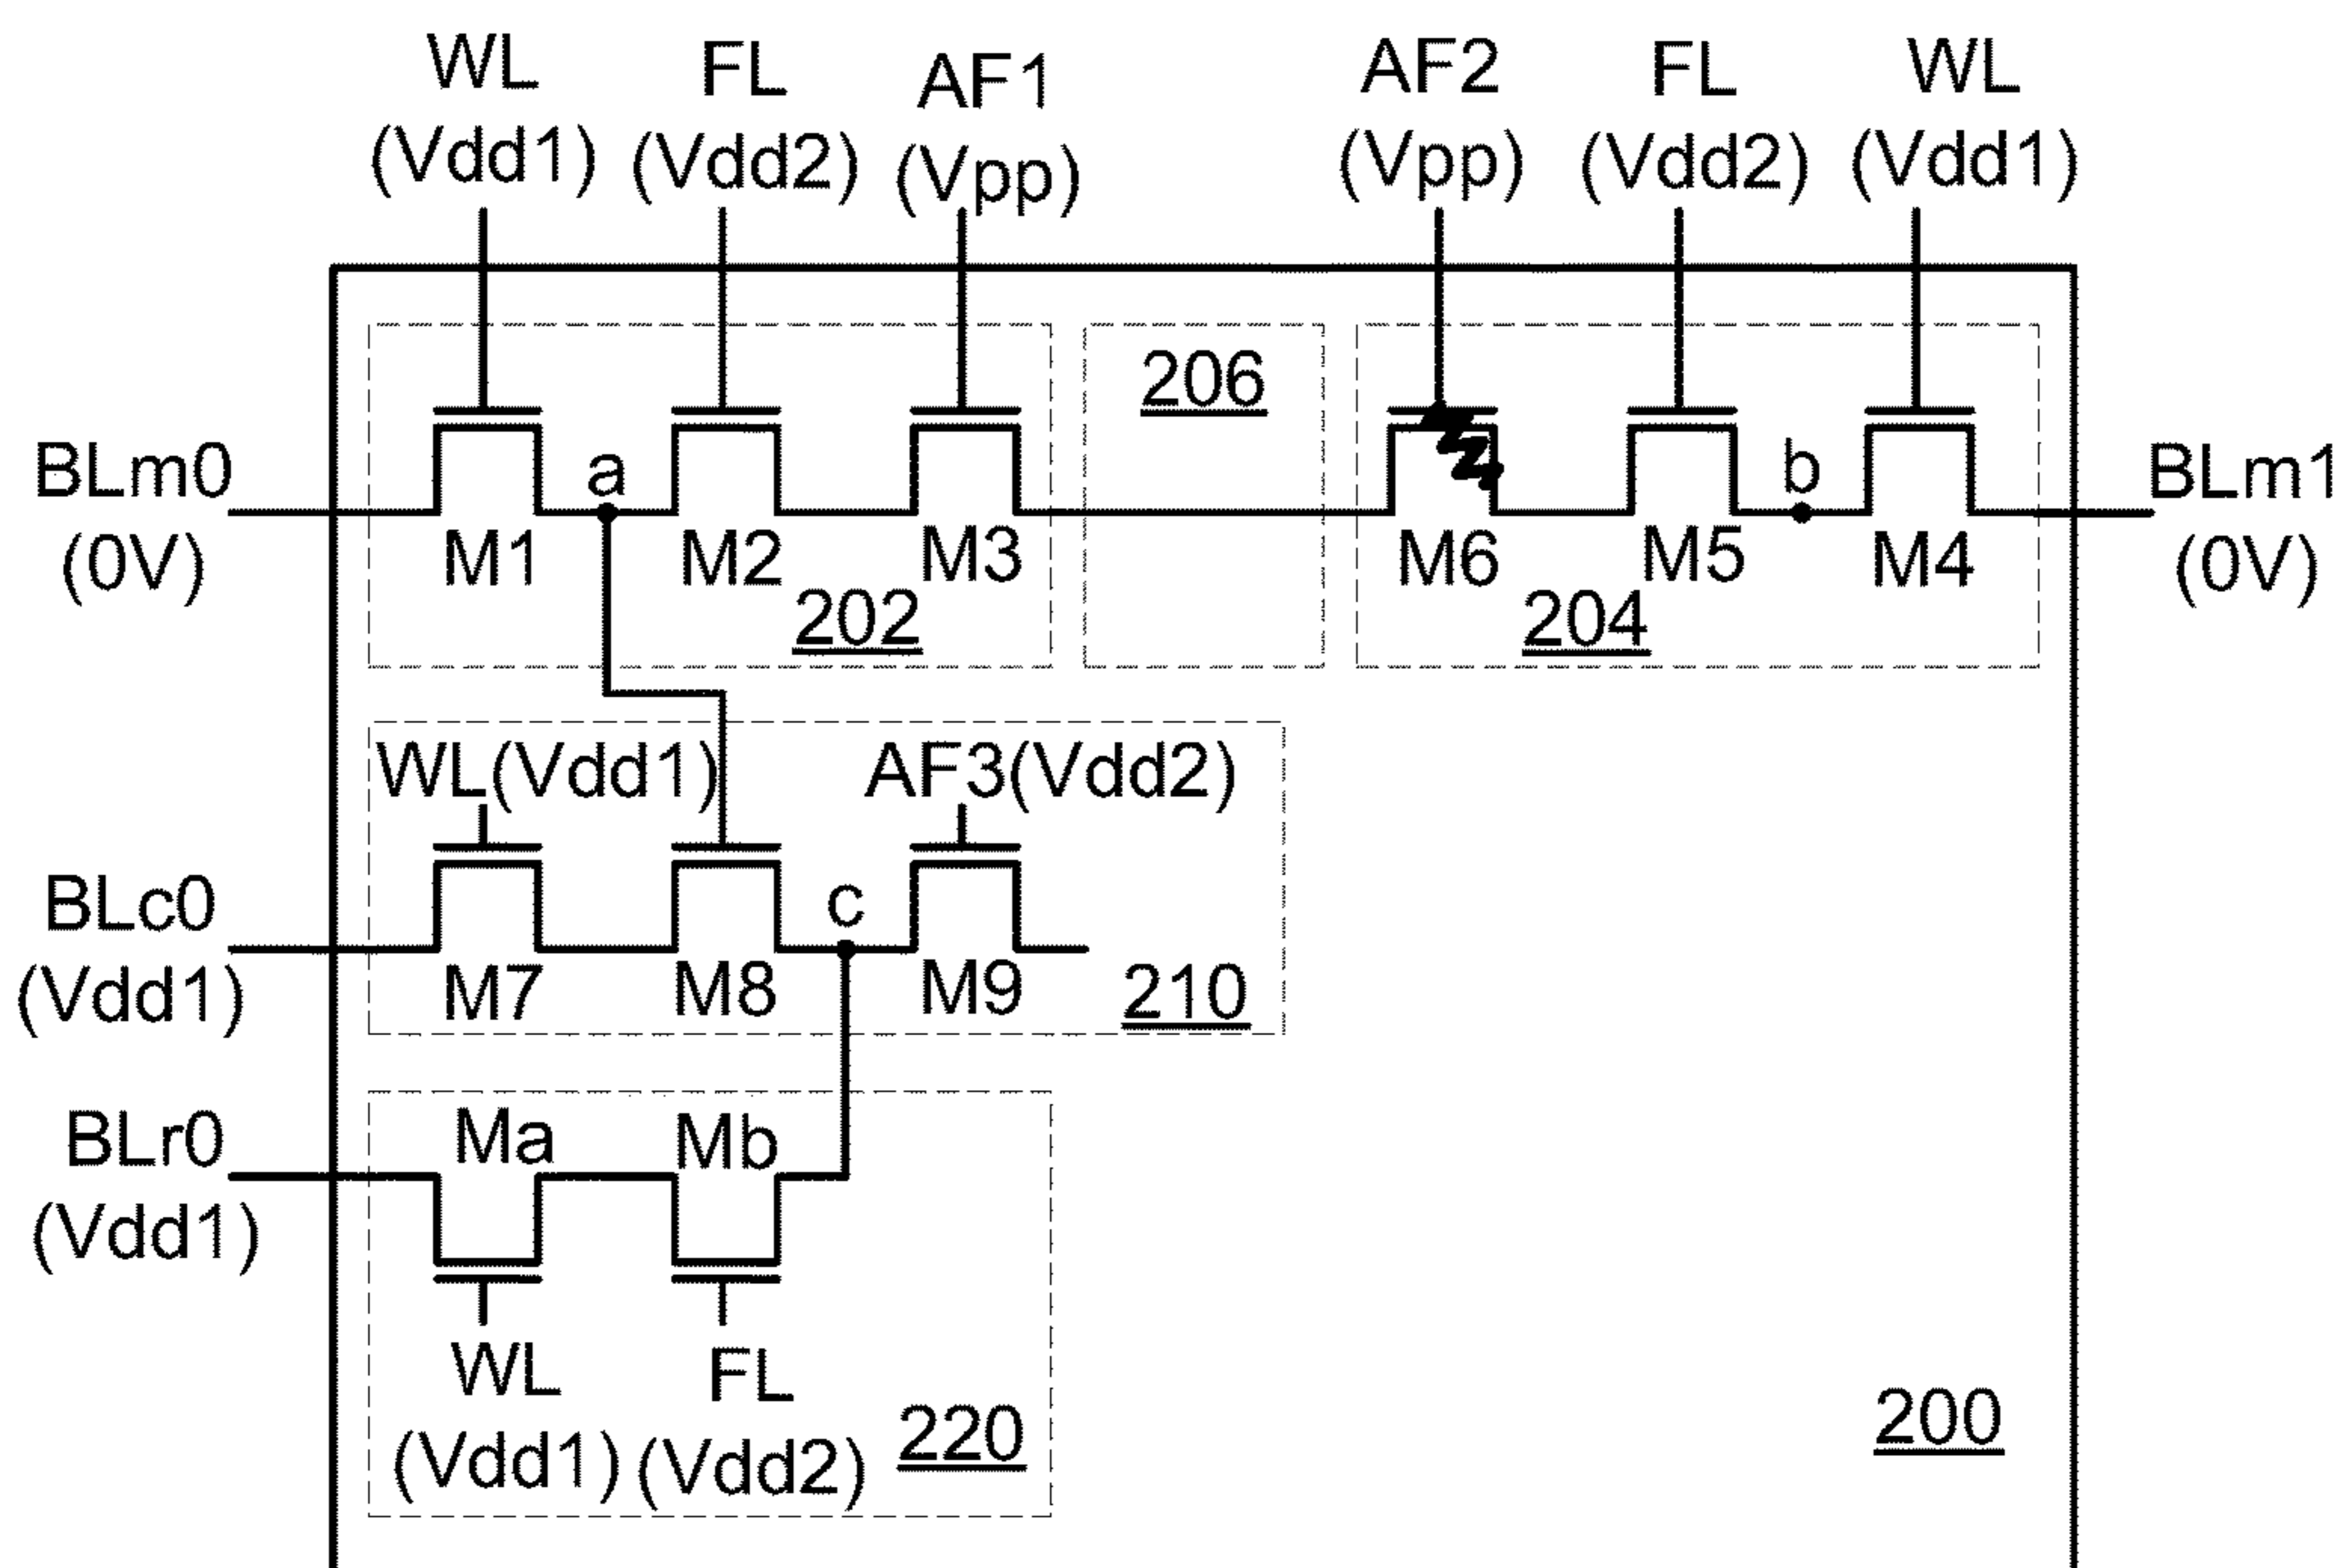 WL FL AF1 AF2 FL WL
(Vdd1) (Vdd2) (Vpp) (Vpp) (Vdd2) (Vdd1)
206
BLm0 a b BLm1
(0V) M1 M2 M3 M6 M5 M4 (0V)
202 204
WL(Vdd1) AF3(Vdd2)
BLc0 c
(Vdd1) M7 M8 M9 210
BLr0 Ma Mb
(Vdd1)
WL FL
(Vdd1) (Vdd2) 220 200